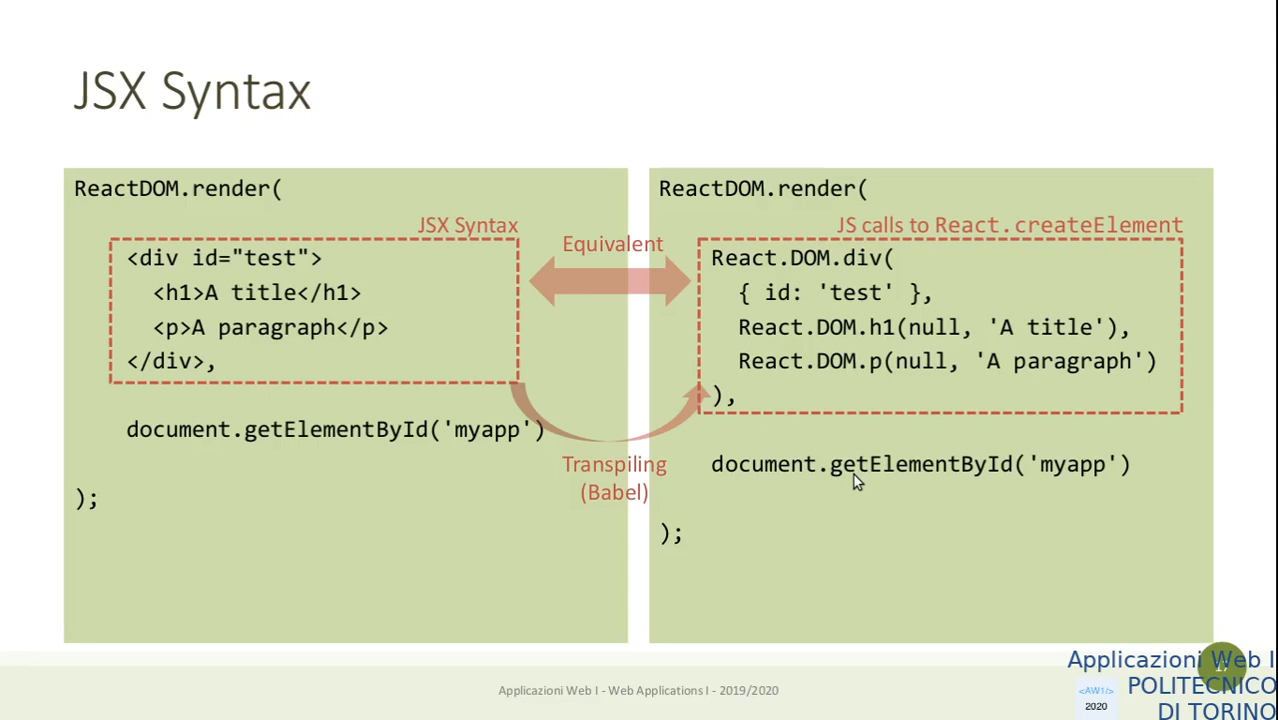 JSX Syntax
ReactDOM.render(
JSX Syntax
<div id="test">
<h1>A title</h1>
<p>A paragraph</p>
</div>,
document.getElementById('myapp')
);
Equivalent
Transpiling
(Babel)
ReactDOM.render(
JS calls to React.createElement
React.DOM.div(
{ id: 'test' },
React.DOM.h1(null, 'A title'),
React.DOM.p(null, 'A paragraph')
),
document.getElementById('myapp')
);
Applicazioni Web I - Web Applications I - 2019/2020
Applicazioni Web I
POLITECNICO
DI TORINO
<AW1/>
2020